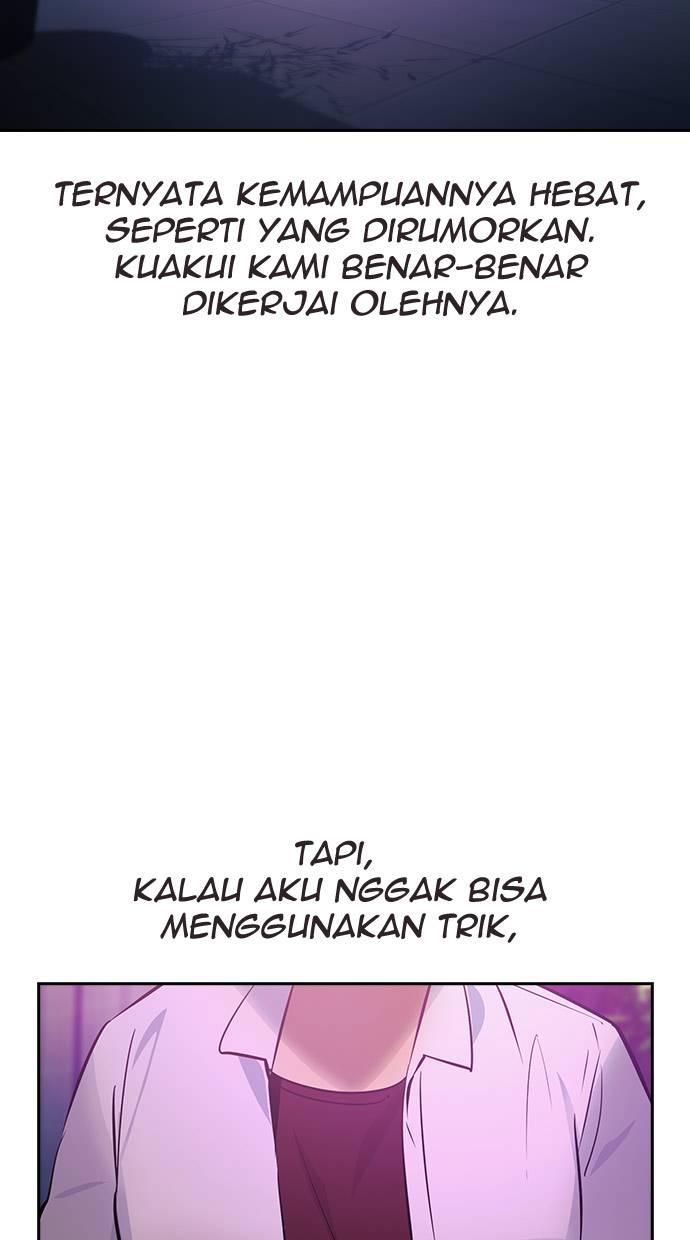 TERNYATA KEMAMPUANNYA HEBAT,
SEPERTI YANG DIRUMORKAN.
KUAKUI KAMI BENAR-BENAR
DIKERJAI OLEHNYA.
TAPI,
KALAU AKU NGGAK BISA
MENGGUNAKAN TRIK,